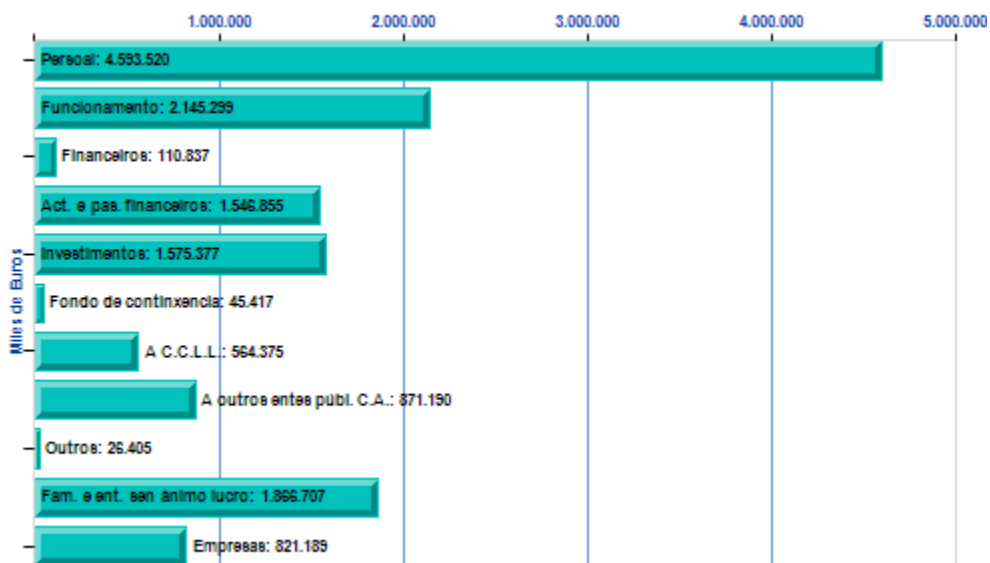 1.000.000 2.000.000 3.000.000 4.000.000 5.000.000
Persoal: 4.593.520
Funcionamento: 2.145.299
Financeiros: 110.837
Act. e pas. financeiros: 1.546.855
Investimentos: 1.575.377
Fondo de continxencia: 45.417
A C.C.L.L.: 564.375
A outros entes públ. C.A.: 871.190
Outros: 26.405
Fam. e ent. sen ánimo lucro: 1.866.707
Empresas: 821.189
Miles de Euros